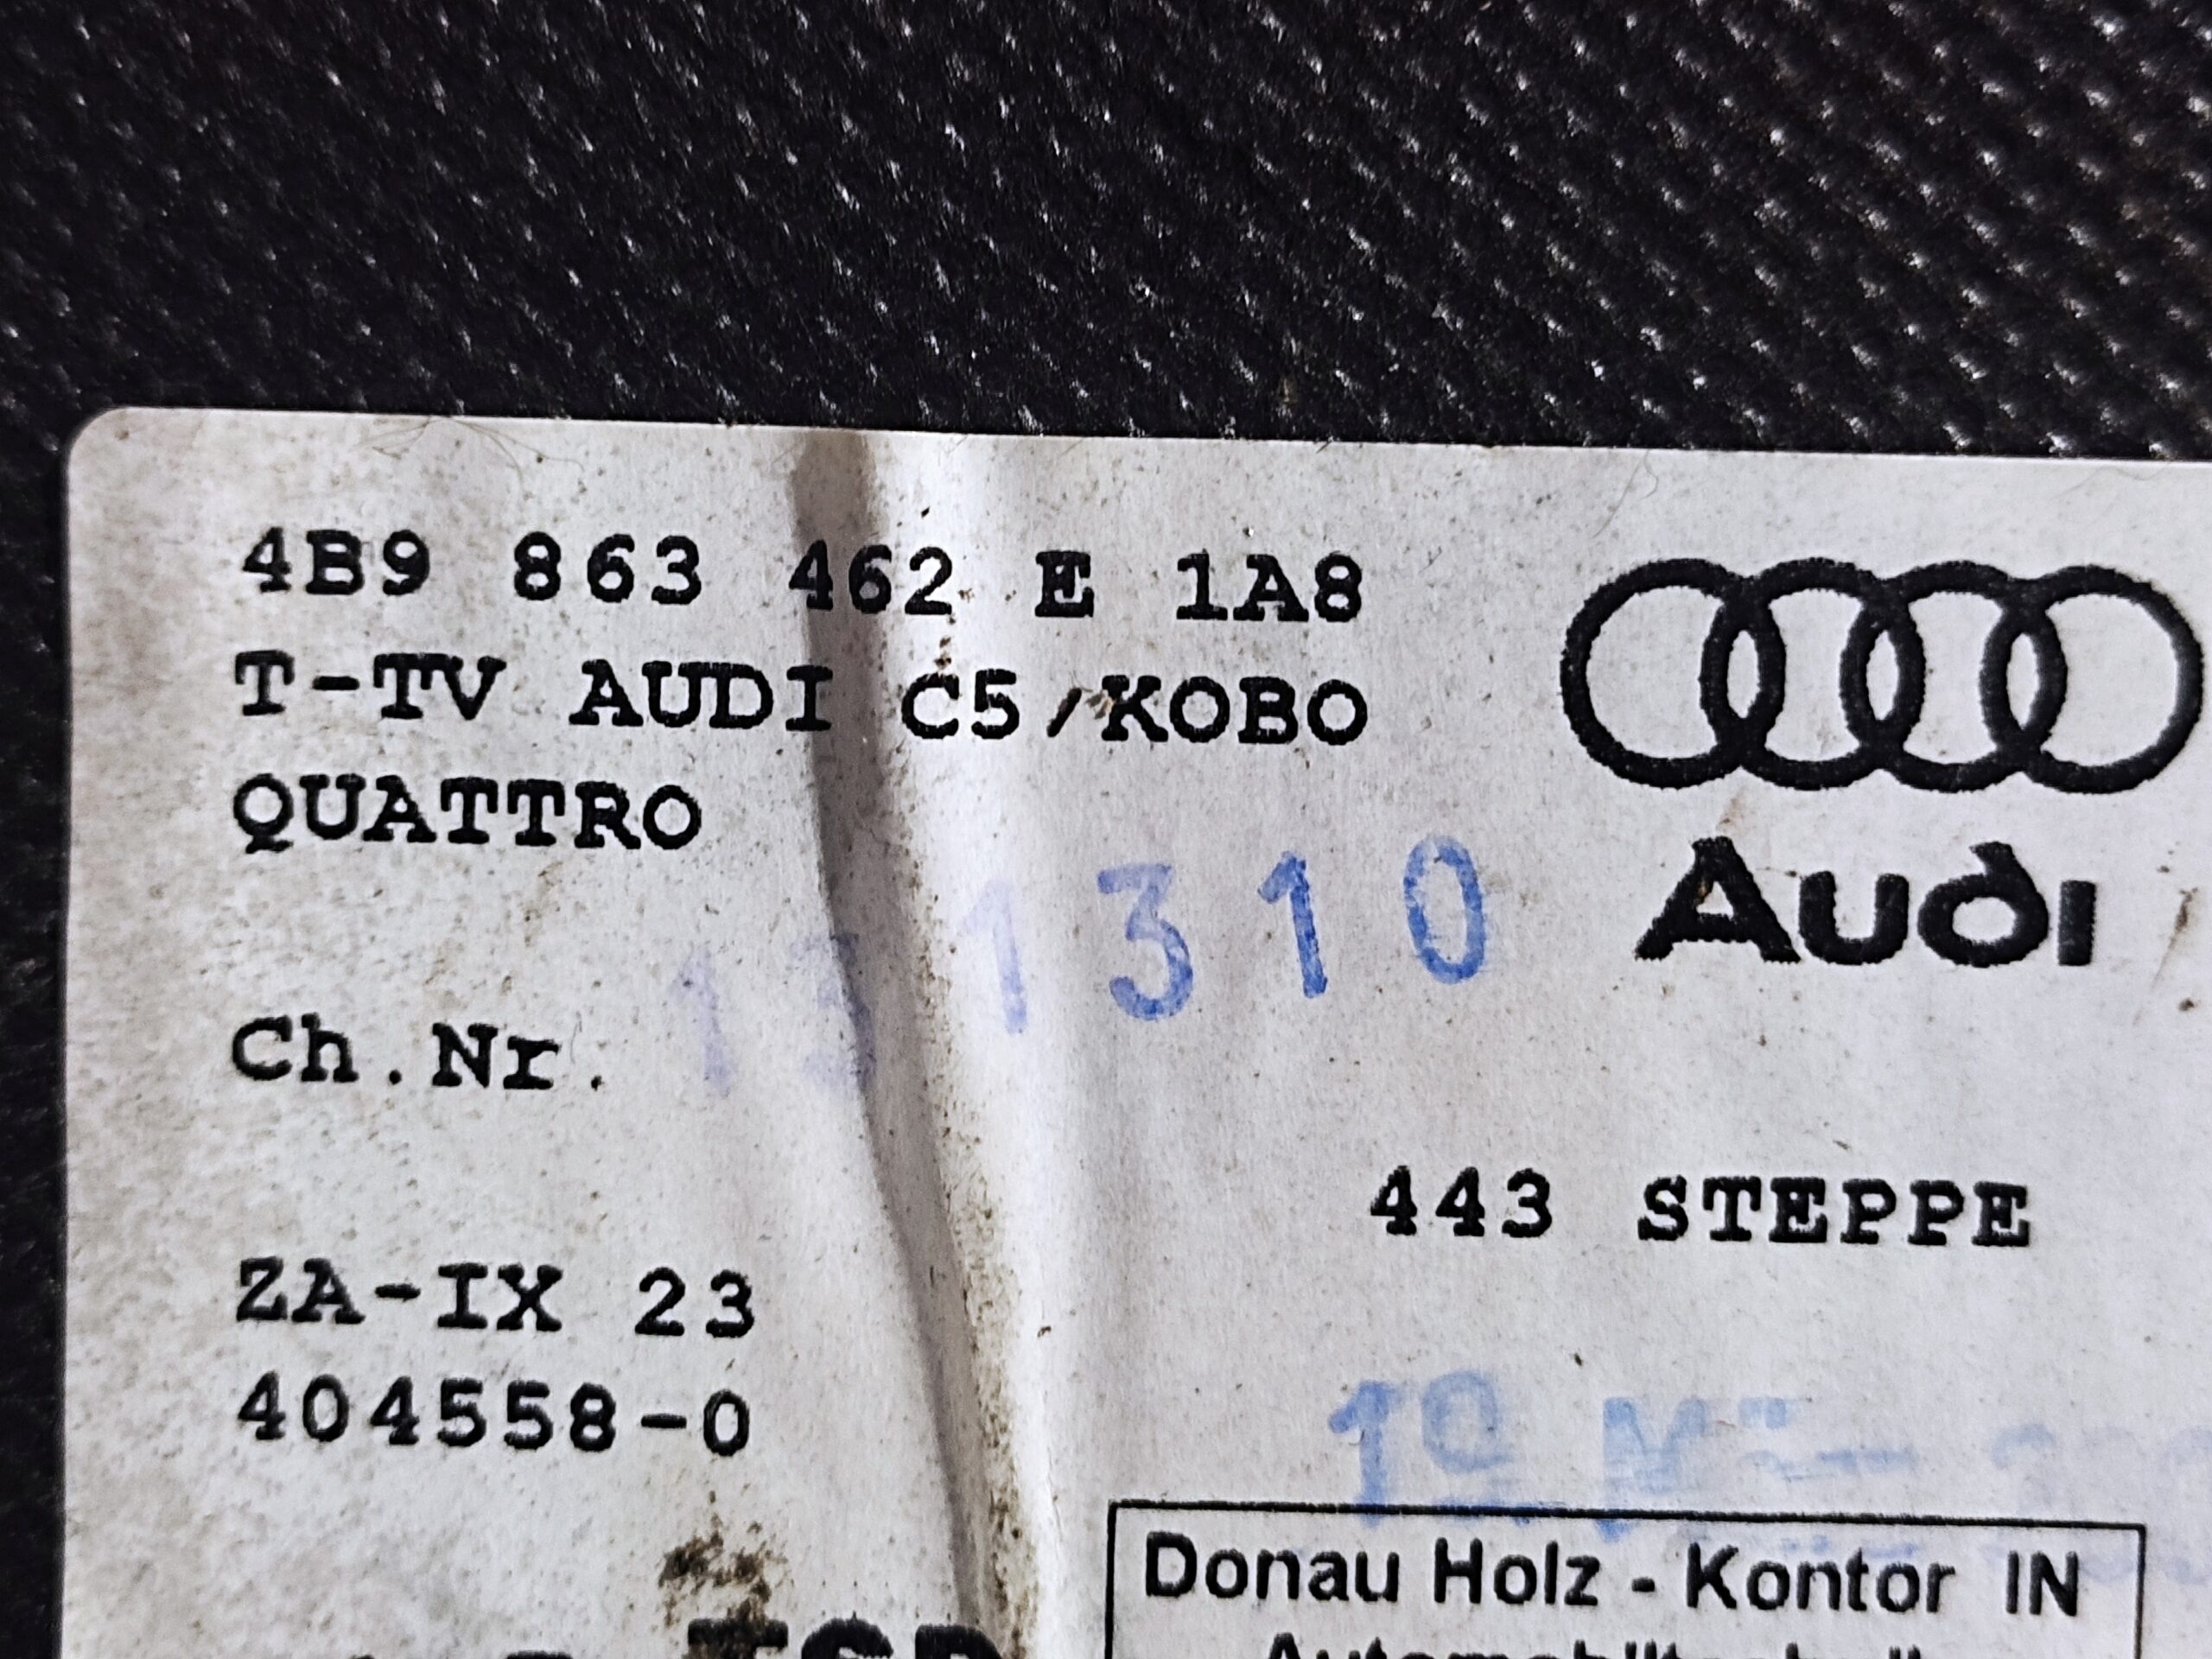 4B9 863 462 E 1A8
T-TV AUDI C5/KOBO
QUATTRO
Audi
131310
Ch.Nr.
443 STEPPE
ZA-IX 23
404558-0
Donau Holz - Kontor IN